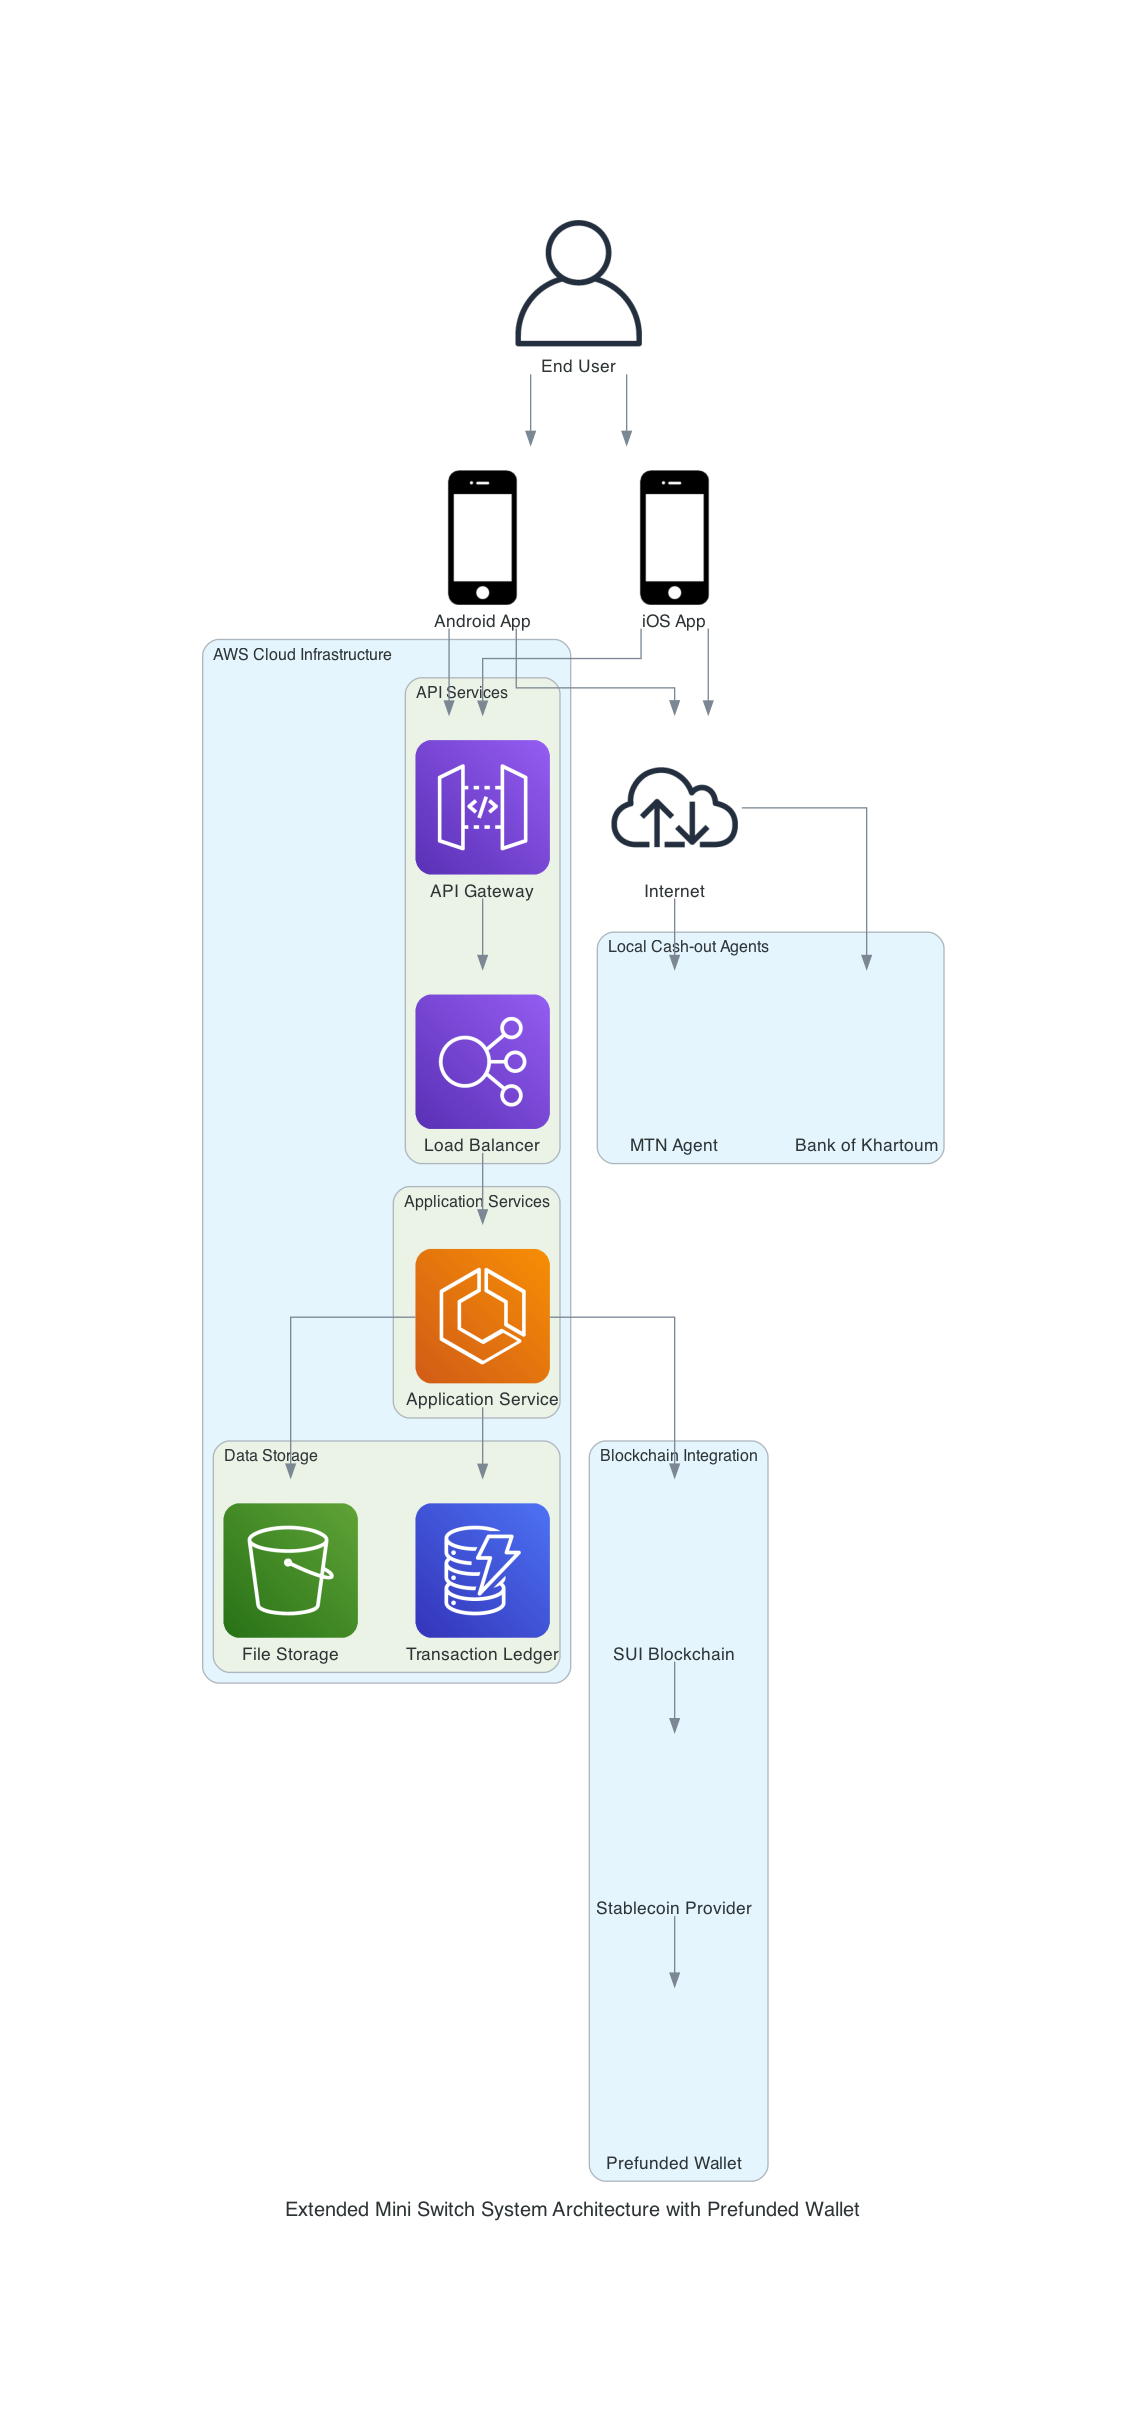 End User
Android App
iOS App
AWS Cloud Infrastructure
API Services
API Gateway
Internet
Local Cash-out Agents
Load Balancer
MTN Agent
Bank of Khartoum
Application Services
Application Service
Data Storage
Blockchain Integration
File Storage
Transaction Ledger
SUI Blockchain
Stablecoin Provider
Prefunded Wallet
Extended Mini Switch System Architecture with Prefunded Wallet